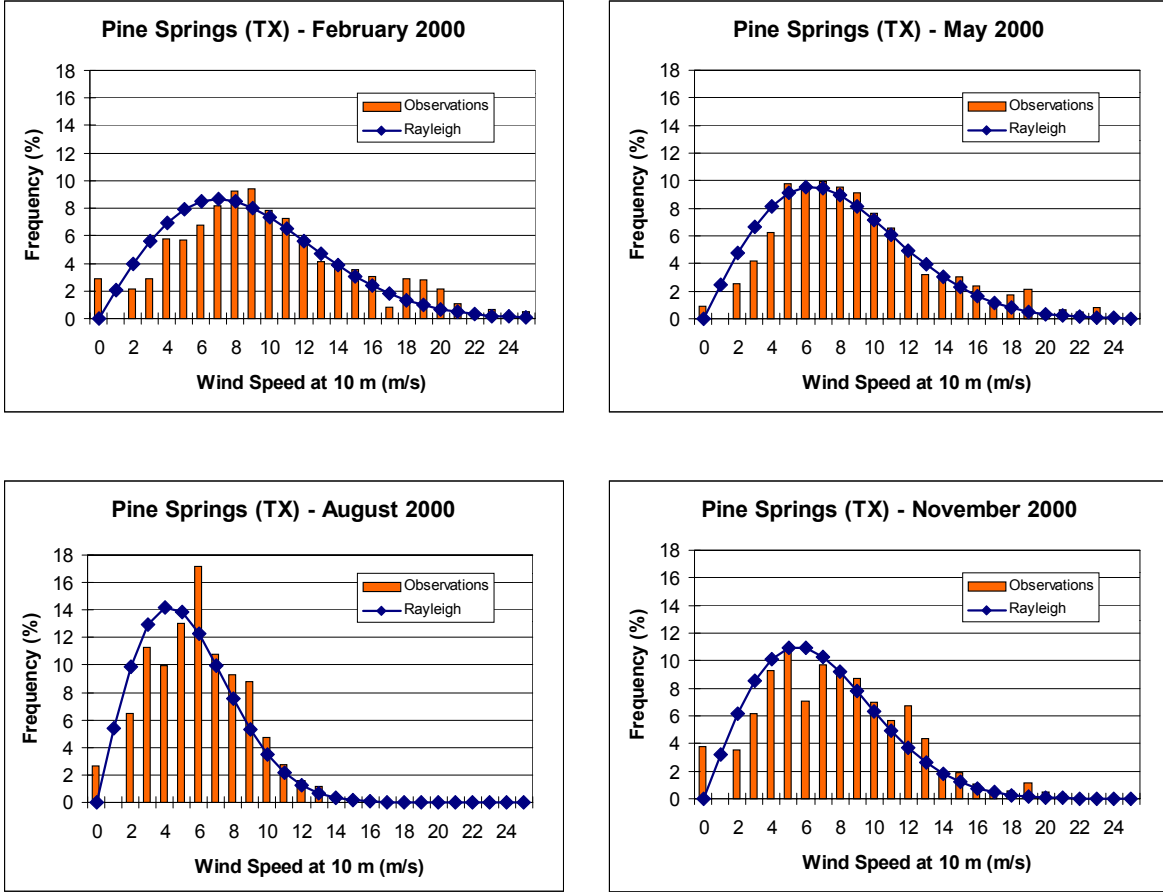 Pine Springs (TX) - February 2000
18
16
14
12
10
8
6
4
2
0
Frequency (%)
Observations
Rayleigh
0 2 4 6 8 10 12 14 16 18 20 22 24
Wind Speed at 10 m (m/s)
Pine Springs (TX) - May 2000
18
16
14
12
10
8
6
4
2
0
Frequency (%)
Observations
Rayleigh
0 2 4 6 8 10 12 14 16 18 20 22 24
Wind Speed at 10 m (m/s)
Pine Springs (TX) - August 2000
18
16
14
12
10
8
6
4
2
0
Frequency (%)
Observations
Rayleigh
0 2 4 6 8 10 12 14 16 18 20 22 24
Wind Speed at 10 m (m/s)
Pine Springs (TX) - November 2000
18
16
14
12
10
8
6
4
2
0
Frequency (%)
Observations
Rayleigh
0 2 4 6 8 10 12 14 16 18 20 22 24
Wind Speed at 10 m (m/s)